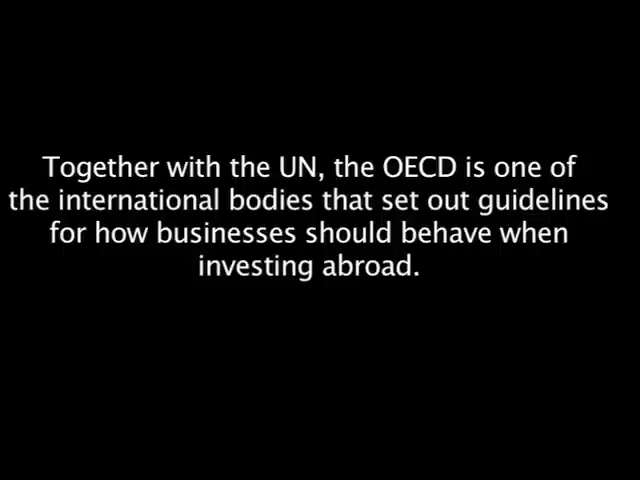 Together with the UN, the OECD is one of
the international bodies that set out guidelines
for how businesses should behave when
investing abroad.